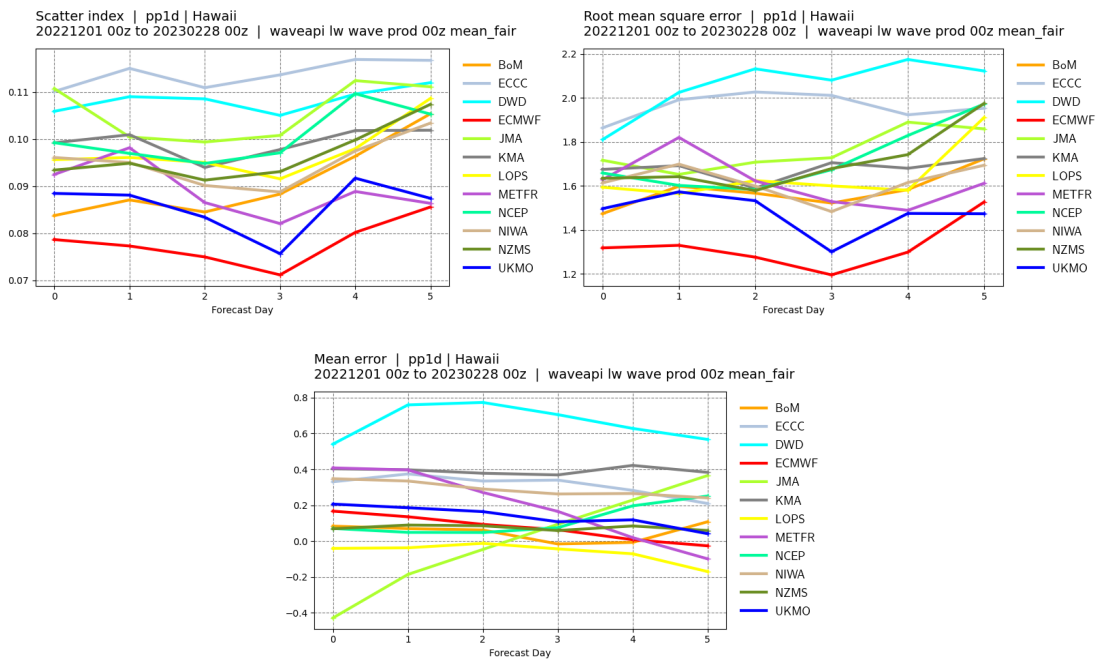 Scatter index | pp1d | Hawaii
20221201 00z to 20230228 00z | waveapi lw wave prod 00z mean_fair
0.11
0.10
0.09
0.08
0.07
0 1 2 3 4 5
Forecast Day
BoM
ECCC
DWD
ECMWF
JMA
KMA
LOPS
METFR
NCEP
NIWA
NZMS
UKMO
Root mean square error | pp1d | Hawaii
20221201 00z to 20230228 00z | waveapi lw wave prod 00z mean_fair
2.2
2.0
1.8
1.6
1.4
1.2
0 1 2 3 4 5
Forecast Day
BoM
ECCC
DWD
ECMWF
JMA
KMA
LOPS
METFR
NCEP
NIWA
NZMS
UKMO
Mean error | pp1d | Hawaii
20221201 00z to 20230228 00z | waveapi lw wave prod 00z mean_fair
0.8
0.6
0.4
0.2
0.0
−0.2
−0.4
0 1 2 3 4 5
Forecast Day
BoM
ECCC
DWD
ECMWF
JMA
KMA
LOPS
METFR
NCEP
NIWA
NZMS
UKMO